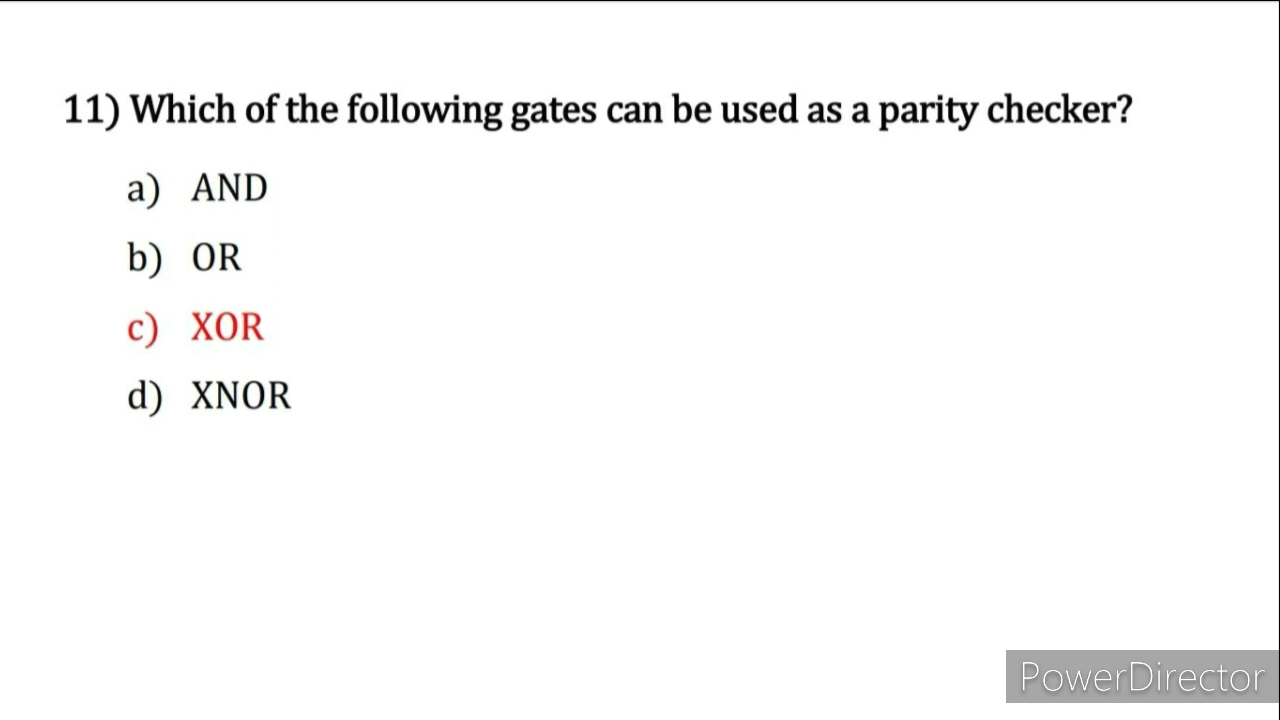 11) Which of the following gates can be used as a parity checker?
a) AND
b) OR
c) XOR
d) XNOR
PowerDirector